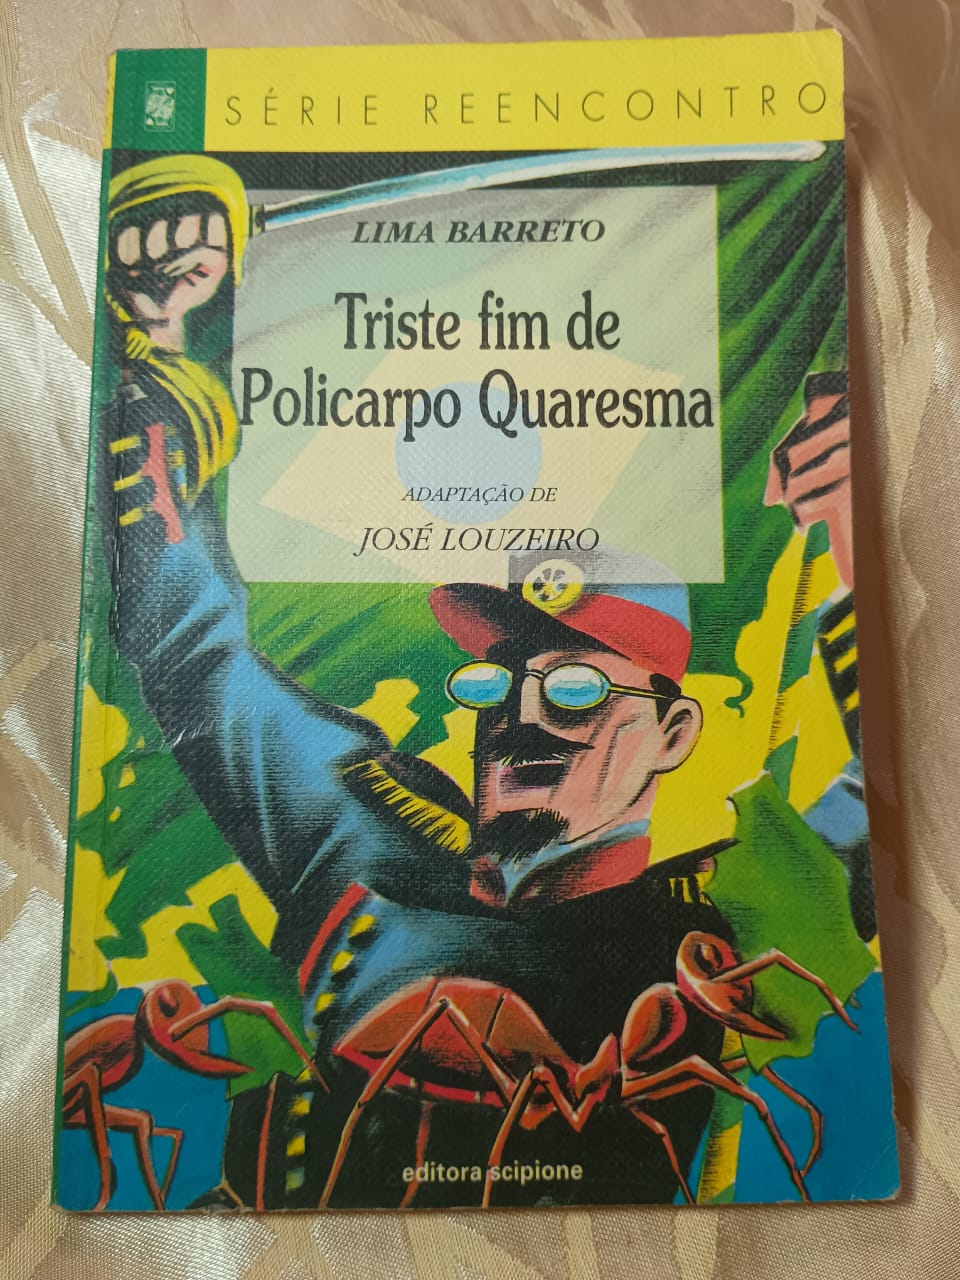 SÉRIE REENCONTRO
LIMA BARRETO
Triste fim de
Policarpo Quaresma
ADAPTAÇÃO DE
JOSÉ LOUZEIRO
editora scipione